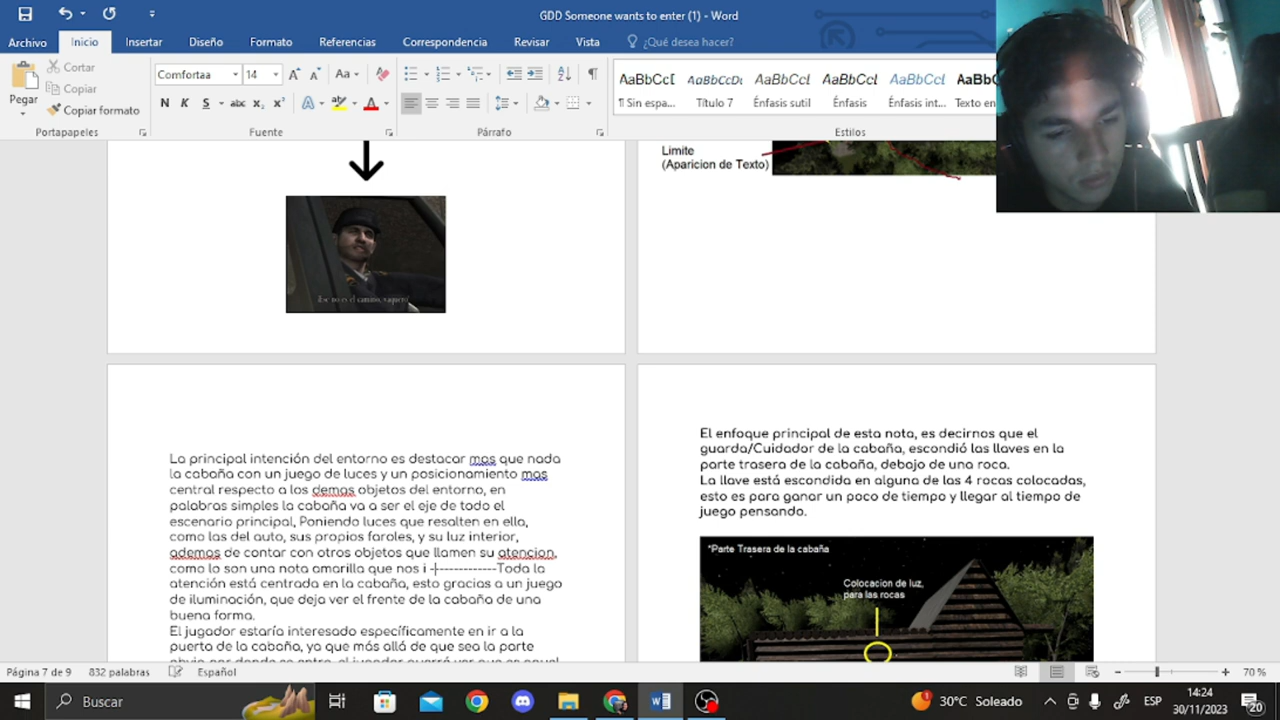 GDD Someone wants to enter (1) - Word
Archivo Inicio Insertar Diseño Formato Referencias Correspondencia Revisar Vista ¿Qué desea hacer?
Pegar
Cortar
Copiar
Copiar formato
Portapapeles
Comfortaa 14 Aa
N K S abc x₂ x² A A
Fuente
Párrafo
AaBbCcD AaBbCcDc AaBbCcL AaBbCcL AaBbCcL AaBbC
¶ Sin espa... Título 7 Énfasis sutil Énfasis Énfasis int... Texto en
Estilos
Limite
(Aparicion de Texto)
La principal intención del entorno es destacar mas que nada
la cabaña con un juego de luces y un posicionamiento mas
central respecto a los demas objetos del entorno, en
palabras simples la cabaña va a ser el eje de todo el
escenario principal, Poniendo luces que resalten en ella,
como las del auto, sus propios faroles, y su luz interior,
ademas de contar con otros objetos que llamen su atencion,
como lo son una nota amarilla que nos i -------------Toda la
atención está centrada en la cabaña, esto gracias a un juego
de iluminación, que deja ver el frente de la cabaña de una
buena forma.
El jugador estaría interesado específicamente en ir a la
puerta de la cabaña, ya que más allá de que sea la parte
El enfoque principal de esta nota, es decirnos que el
guarda/Cuidador de la cabaña, escondió las llaves en la
parte trasera de la cabaña, debajo de una roca.
La llave está escondida en alguna de las 4 rocas colocadas,
esto es para ganar un poco de tiempo y llegar al tiempo de
juego pensando.
*Parte Trasera de la cabaña
Colocacion de luz,
para las rocas
Página 7 de 9 832 palabras Español 70 %
Buscar
30°C Soleado
ESP
14:24
30/11/2023
20